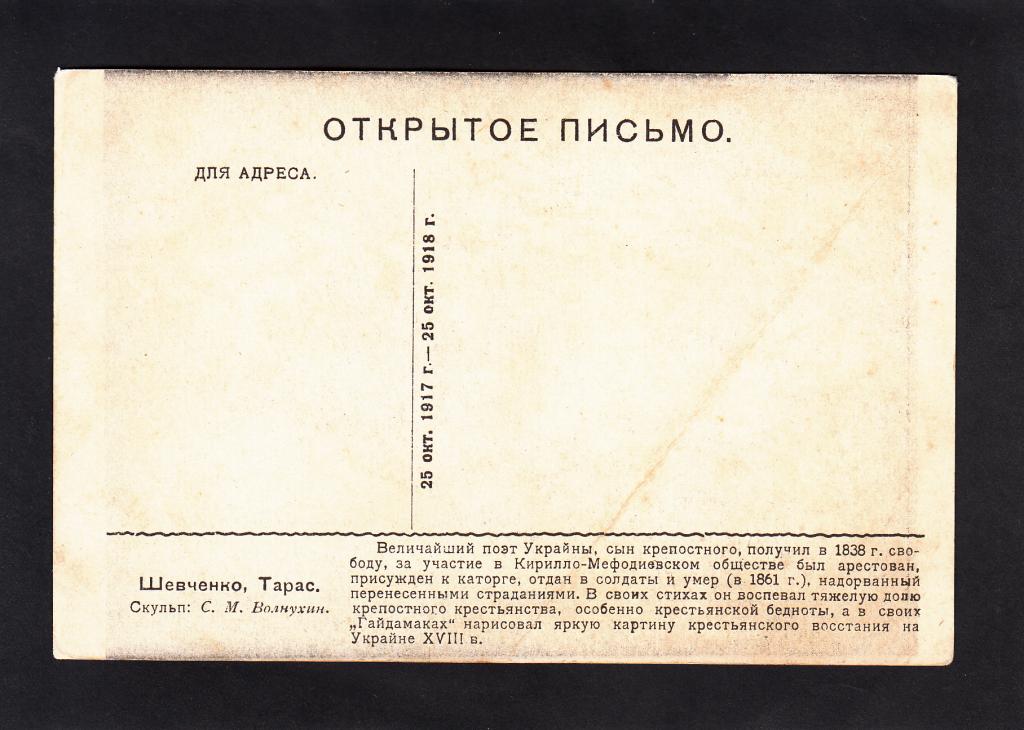 ОТКРЫТОЕ ПИСЬМО.
ДЛЯ АДРЕСА.
25 окт. 1917 г.—25 окт. 1918 г.
Шевченко, Тарас.
Скульп: С. М. Волнухин.
Величайший поэт Украйны, сын крепостного, получил в 1838 г. сво-
боду, за участие в Кирилло-Мефодиевском обществе был арестован,
присужден к каторге, отдан в солдаты и умер (в 1861 г.), надорванный
перенесенными страданиями. В своих стихах он воспевал тяжелую долю
крепостного крестьянства, особенно крестьянской бедноты, а в своих
„Гайдамаках“ нарисовал яркую картину крестьянского восстания на
Украйне XVIII в.